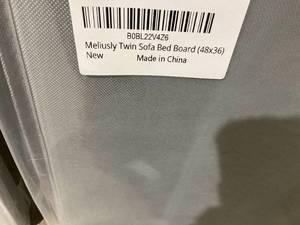 B0BL22V4Z6
Meliusly Twin Sofa Bed Board (48x36)
New
Made in China